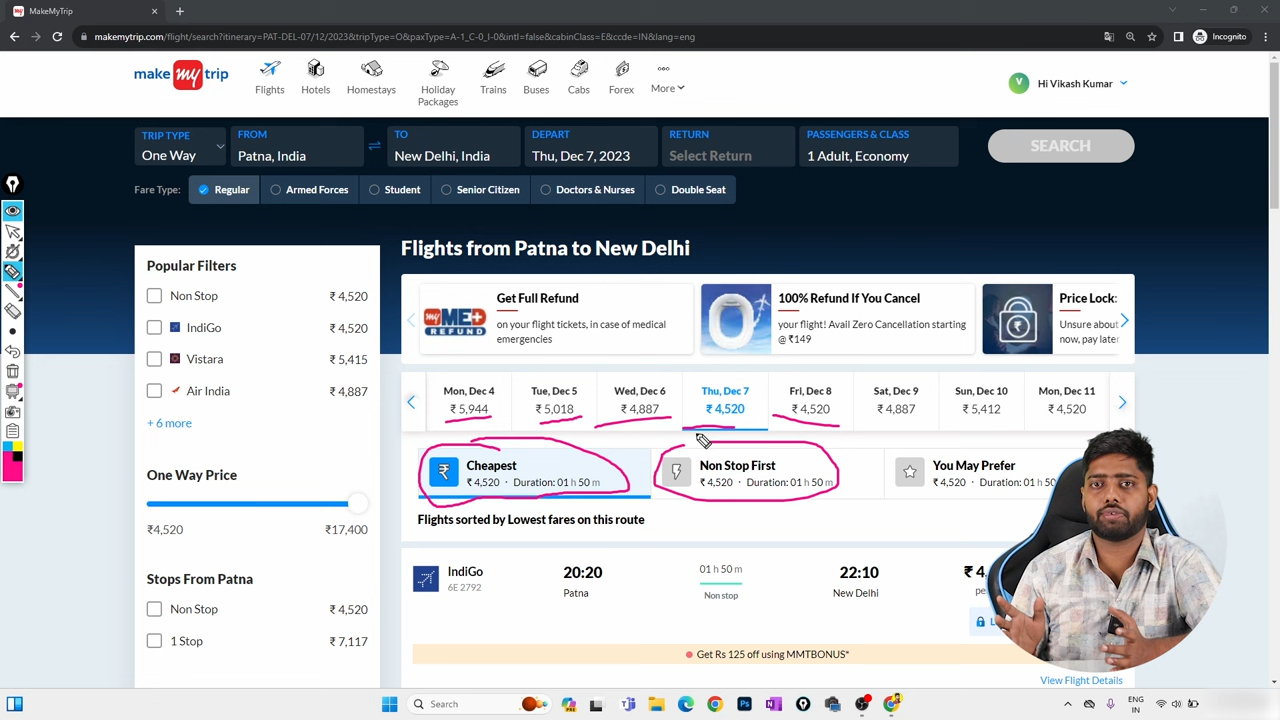 MakeMyTrip
makemytrip.com/flight/search?itinerary=PAT-DEL-07/12/2023&tripType=O&paxType=A-1_C-0_I-0&intl=false&cabinClass=E&ccde=IN&lang=eng
Incognito
make my trip
Flights
Hotels
Homestays
Holiday
Packages
Trains
Buses
Cabs
Forex
More
V
Hi Vikash Kumar
TRIP TYPE
One Way
FROM
Patna, India
TO
New Delhi, India
DEPART
Thu, Dec 7, 2023
RETURN
Select Return
PASSENGERS & CLASS
1 Adult, Economy
SEARCH
Fare Type:
Regular
Armed Forces
Student
Senior Citizen
Doctors & Nurses
Double Seat
Popular Filters
Non Stop ₹ 4,520
IndiGo ₹ 4,520
Vistara ₹ 5,415
Air India ₹ 4,887
+ 6 more
One Way Price
₹4,520 ₹17,400
Stops From Patna
Non Stop ₹ 4,520
1 Stop ₹ 7,117
Flights from Patna to New Delhi
my ME+
REFUND
Get Full Refund
on your flight tickets, in case of medical
emergencies
100% Refund If You Cancel
your flight! Avail Zero Cancellation starting
@ ₹149
Price Lock:
Unsure about
now, pay later
Mon, Dec 4
₹ 5,944
Tue, Dec 5
₹ 5,018
Wed, Dec 6
₹ 4,887
Thu, Dec 7
₹ 4,520
Fri, Dec 8
₹ 4,520
Sat, Dec 9
₹ 4,887
Sun, Dec 10
₹ 5,412
Mon, Dec 11
₹ 4,520
Cheapest
₹ 4,520 · Duration: 01 h 50 m
Non Stop First
₹ 4,520 · Duration: 01 h 50 m
You May Prefer
₹ 4,520 · Duration: 01 h 50
Flights sorted by Lowest fares on this route
IndiGo
6E 2792
20:20
Patna
01 h 50 m
Non stop
22:10
New Delhi
₹ 4,
Get Rs 125 off using MMTBONUS*
View Flight Details
Search
ENG
IN